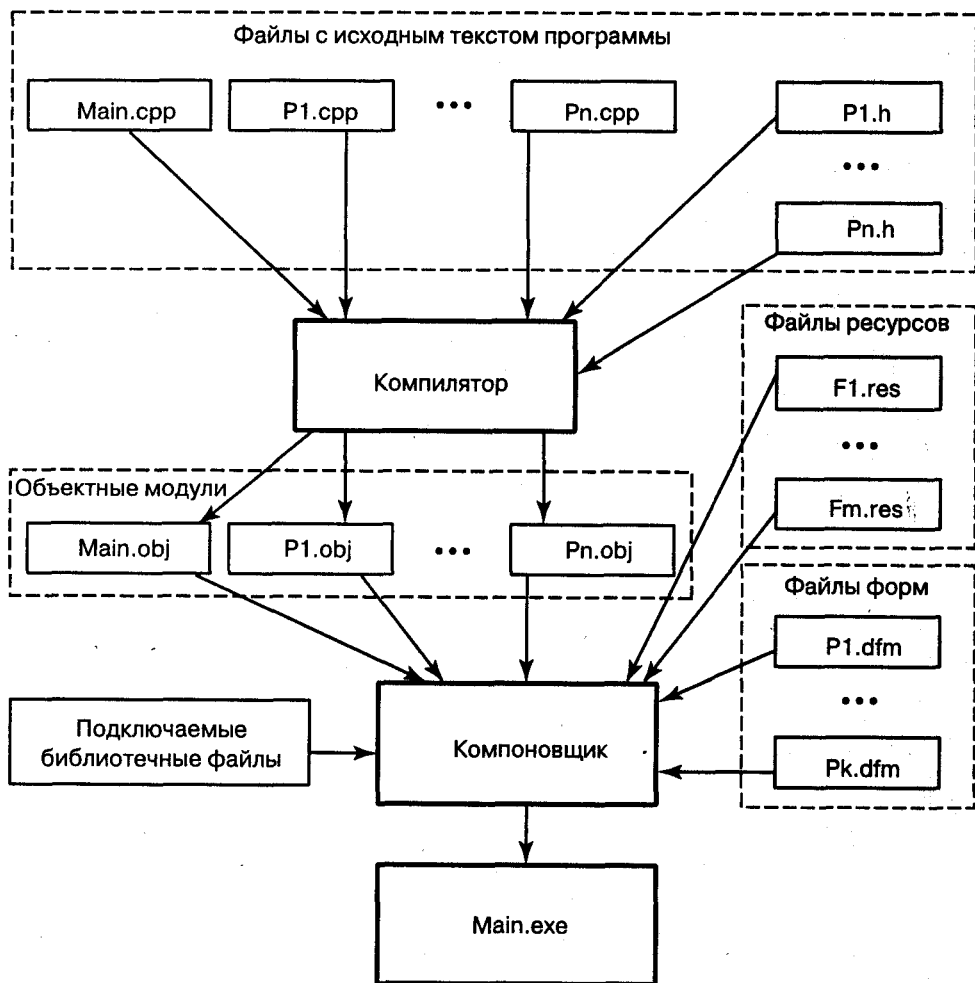 Файлы с исходным текстом программы
Main.cpp
P1.cpp
•••
Pn.cpp
P1.h
•••
Pn.h
Компилятор
Файлы ресурсов
F1.res
•••
Fm.res
Объектные модули
Main.obj
P1.obj
•••
Pn.obj
Файлы форм
P1.dfm
•••
Pk.dfm
Подключаемые
библиотечные файлы
Компоновщик
Main.exe